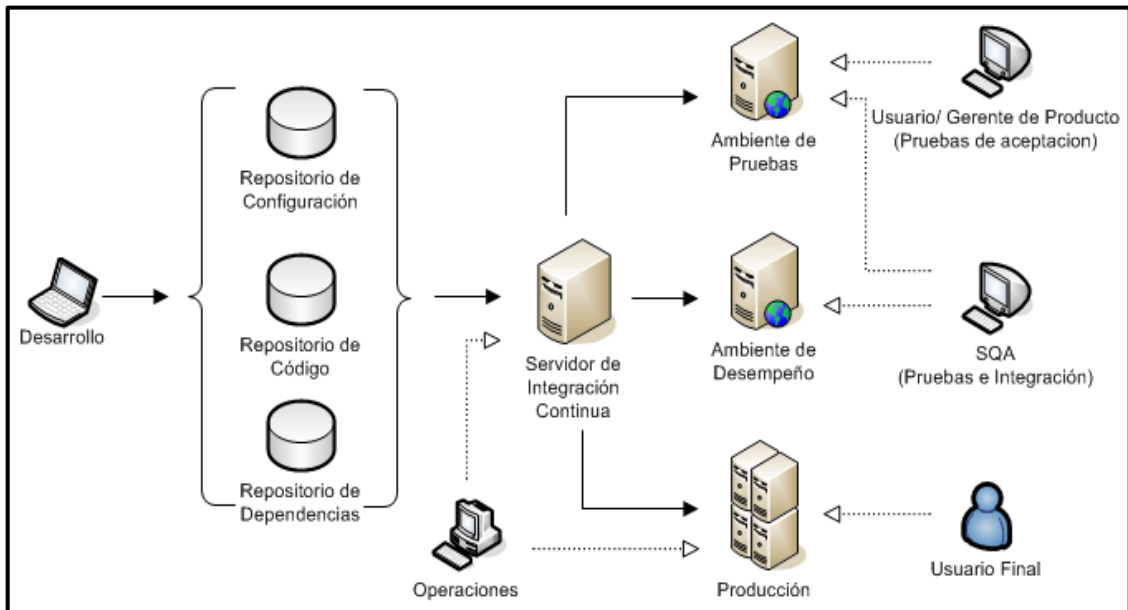 Desarrollo
Repositorio de
Configuración
Repositorio de
Código
Repositorio de
Dependencias
Servidor de
Integración
Continua
Operaciones
Ambiente de
Pruebas
Ambiente de
Desempeño
Producción
Usuario/ Gerente de Producto
(Pruebas de aceptacion)
SQA
(Pruebas e Integración)
Usuario Final